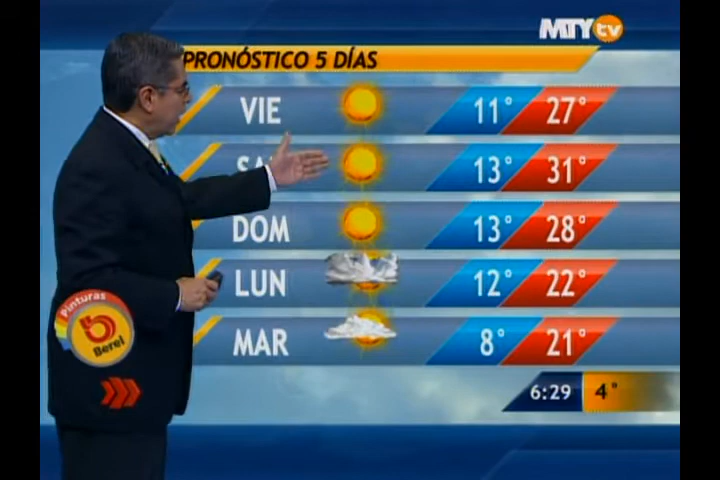 MTY tv
PRONÓSTICO 5 DÍAS
VIE 11° 27°
13° 31°
DOM 13° 28°
LUN 12° 22°
MAR 8° 21°
Pinturas
Berel
6:29 4°